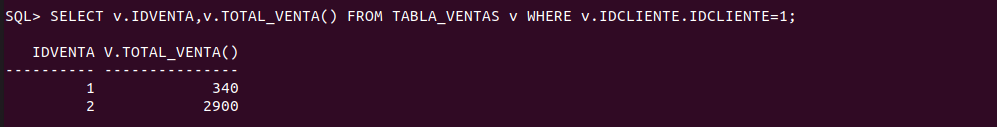 SQL> SELECT v.IDVENTA,v.TOTAL_VENTA() FROM TABLA_VENTAS v WHERE v.IDCLIENTE.IDCLIENTE=1;
   IDVENTA V.TOTAL_VENTA()
---------- ---------------
         1             340
         2            2900